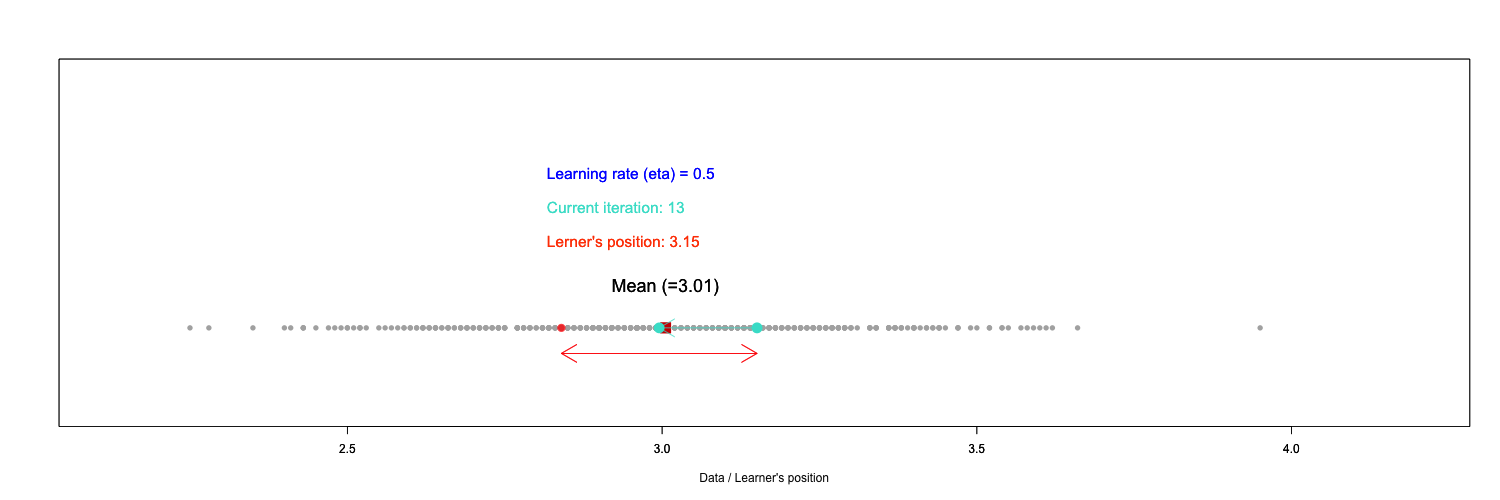 Learning rate (eta) = 0.5
Current iteration: 13
Lerner's position: 3.15
Mean (=3.01)
2.5 3.0 3.5 4.0
Data / Learner's position